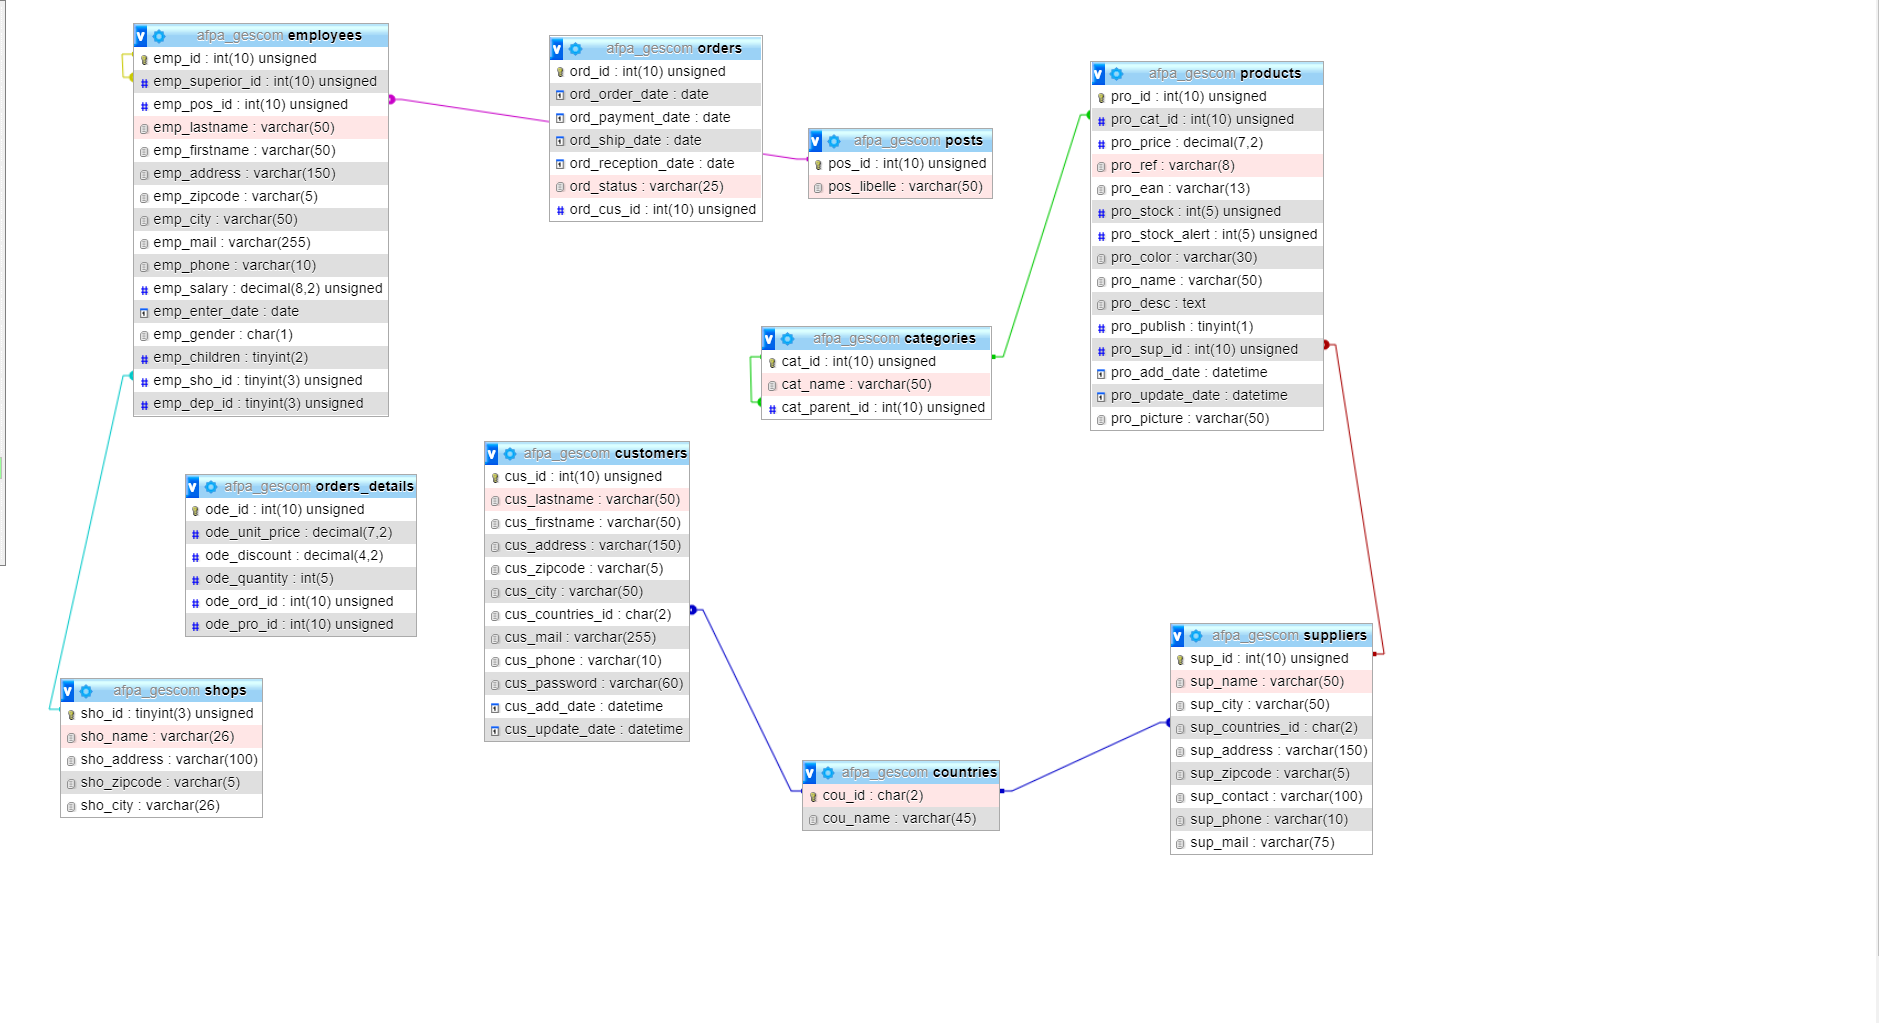 afpa_gescom employees
emp_id : int(10) unsigned
emp_superior_id : int(10) unsigned
emp_pos_id : int(10) unsigned
emp_lastname : varchar(50)
emp_firstname : varchar(50)
emp_address : varchar(150)
emp_zipcode : varchar(5)
emp_city : varchar(50)
emp_mail : varchar(255)
emp_phone : varchar(10)
emp_salary : decimal(8,2) unsigned
emp_enter_date : date
emp_gender : char(1)
emp_children : tinyint(2)
emp_sho_id : tinyint(3) unsigned
emp_dep_id : tinyint(3) unsigned
afpa_gescom orders
ord_id : int(10) unsigned
ord_order_date : date
ord_payment_date : date
ord_ship_date : date
ord_reception_date : date
ord_status : varchar(25)
ord_cus_id : int(10) unsigned
afpa_gescom posts
pos_id : int(10) unsigned
pos_libelle : varchar(50)
afpa_gescom products
pro_id : int(10) unsigned
pro_cat_id : int(10) unsigned
pro_price : decimal(7,2)
pro_ref : varchar(8)
pro_ean : varchar(13)
pro_stock : int(5) unsigned
pro_stock_alert : int(5) unsigned
pro_color : varchar(30)
pro_name : varchar(50)
pro_desc : text
pro_publish : tinyint(1)
pro_sup_id : int(10) unsigned
pro_add_date : datetime
pro_update_date : datetime
pro_picture : varchar(50)
afpa_gescom categories
cat_id : int(10) unsigned
cat_name : varchar(50)
cat_parent_id : int(10) unsigned
afpa_gescom orders_details
ode_id : int(10) unsigned
ode_unit_price : decimal(7,2)
ode_discount : decimal(4,2)
ode_quantity : int(5)
ode_ord_id : int(10) unsigned
ode_pro_id : int(10) unsigned
afpa_gescom customers
cus_id : int(10) unsigned
cus_lastname : varchar(50)
cus_firstname : varchar(50)
cus_address : varchar(150)
cus_zipcode : varchar(5)
cus_city : varchar(50)
cus_countries_id : char(2)
cus_mail : varchar(255)
cus_phone : varchar(10)
cus_password : varchar(60)
cus_add_date : datetime
cus_update_date : datetime
afpa_gescom shops
sho_id : tinyint(3) unsigned
sho_name : varchar(26)
sho_address : varchar(100)
sho_zipcode : varchar(5)
sho_city : varchar(26)
afpa_gescom countries
cou_id : char(2)
cou_name : varchar(45)
afpa_gescom suppliers
sup_id : int(10) unsigned
sup_name : varchar(50)
sup_city : varchar(50)
sup_countries_id : char(2)
sup_address : varchar(150)
sup_zipcode : varchar(5)
sup_contact : varchar(100)
sup_phone : varchar(10)
sup_mail : varchar(75)